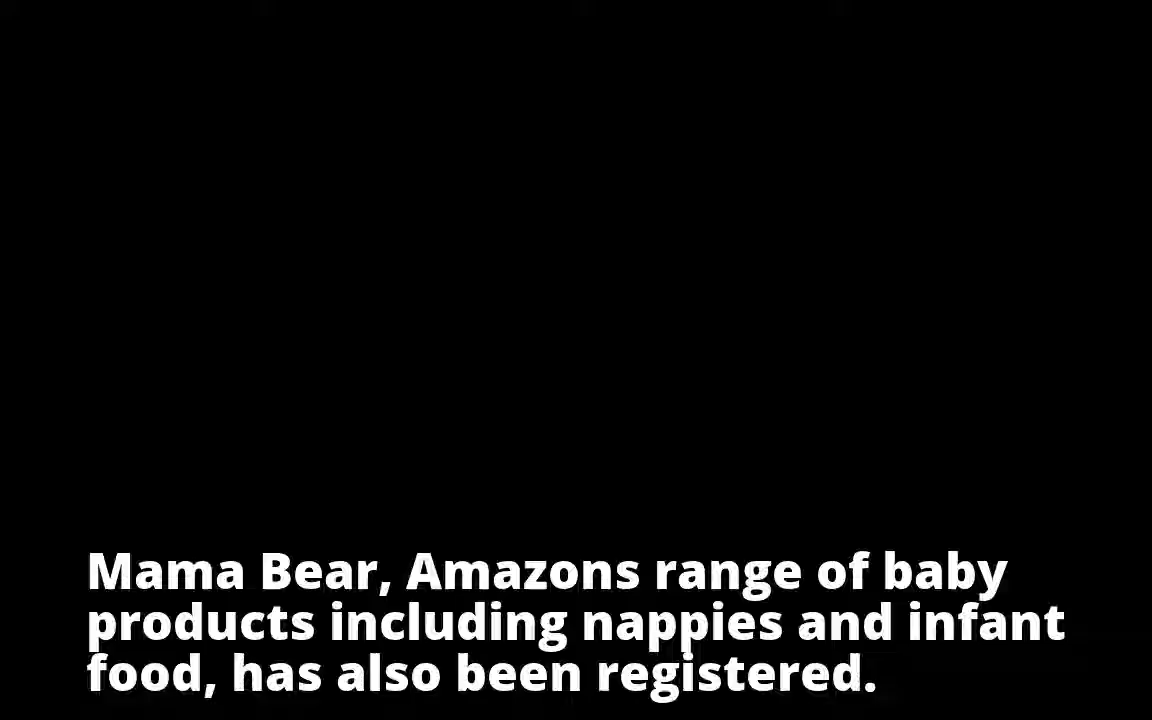 Mama Bear, Amazons range of baby
products including nappies and infant
food, has also been registered.